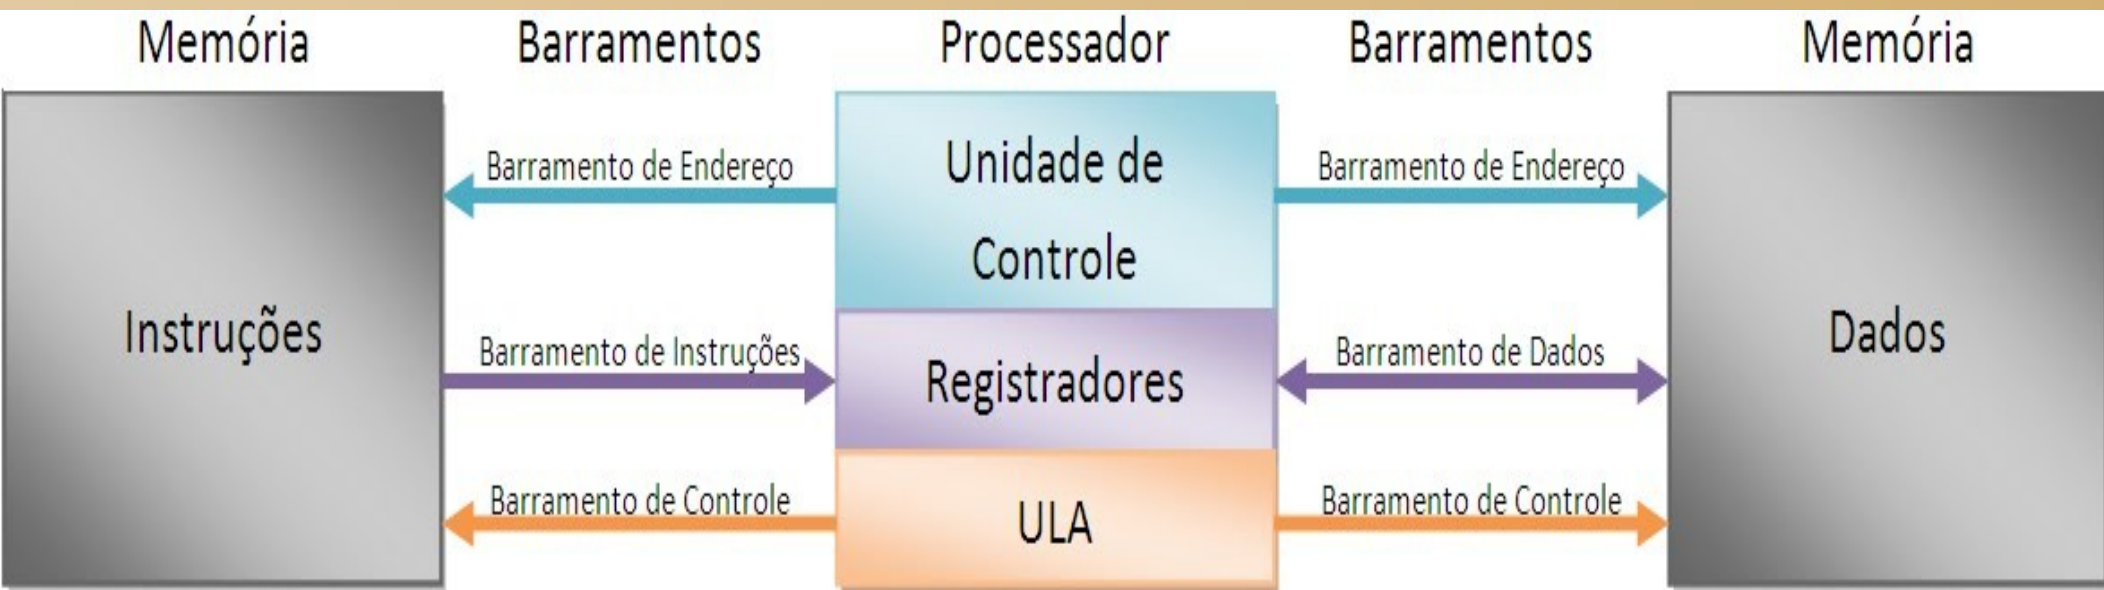 Memória
Barramentos
Processador
Barramentos
Memória
Instruções
Barramento de Endereço
Barramento de Instruções
Barramento de Controle
Unidade de
Controle
Registradores
ULA
Barramento de Endereço
Barramento de Dados
Barramento de Controle
Dados